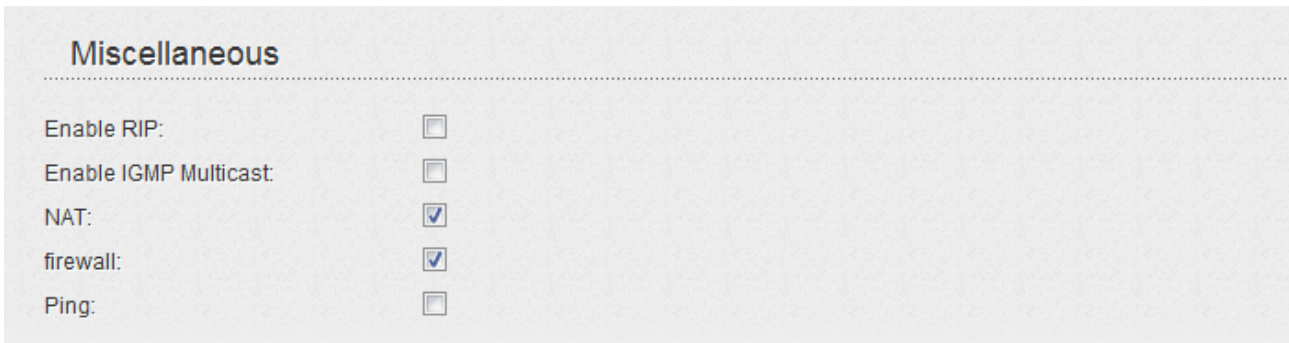 Miscellaneous
Enable RIP:
Enable IGMP Multicast:
NAT:
firewall:
Ping: